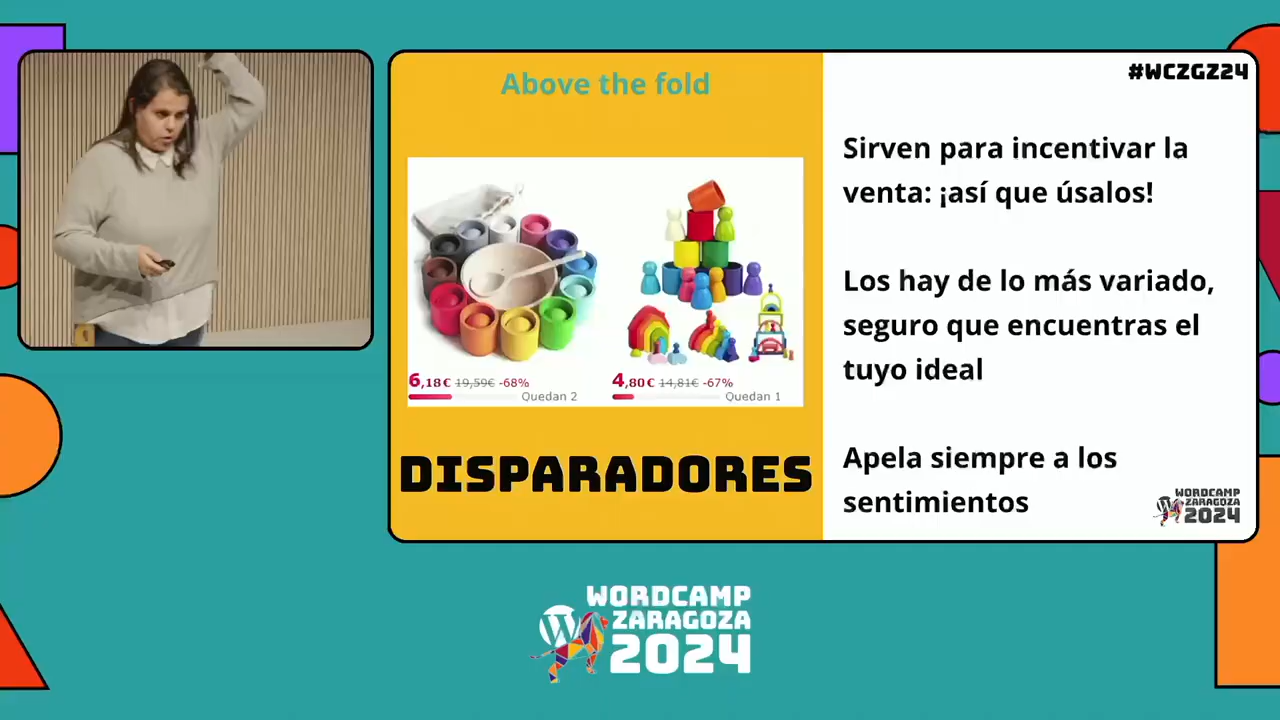 Above the fold
6,18€ 19,59€ -68%
Quedan 2
4,80€ 14,81€ -67%
Quedan 1
DISPARADORES
#WCZGZ24
Sirven para incentivar la
venta: ¡así que úsalos!
Los hay de lo más variado,
seguro que encuentras el
tuyo ideal
Apela siempre a los
sentimientos
WORDCAMP
ZARAGOZA
2024
WORDCAMP
ZARAGOZA
2024